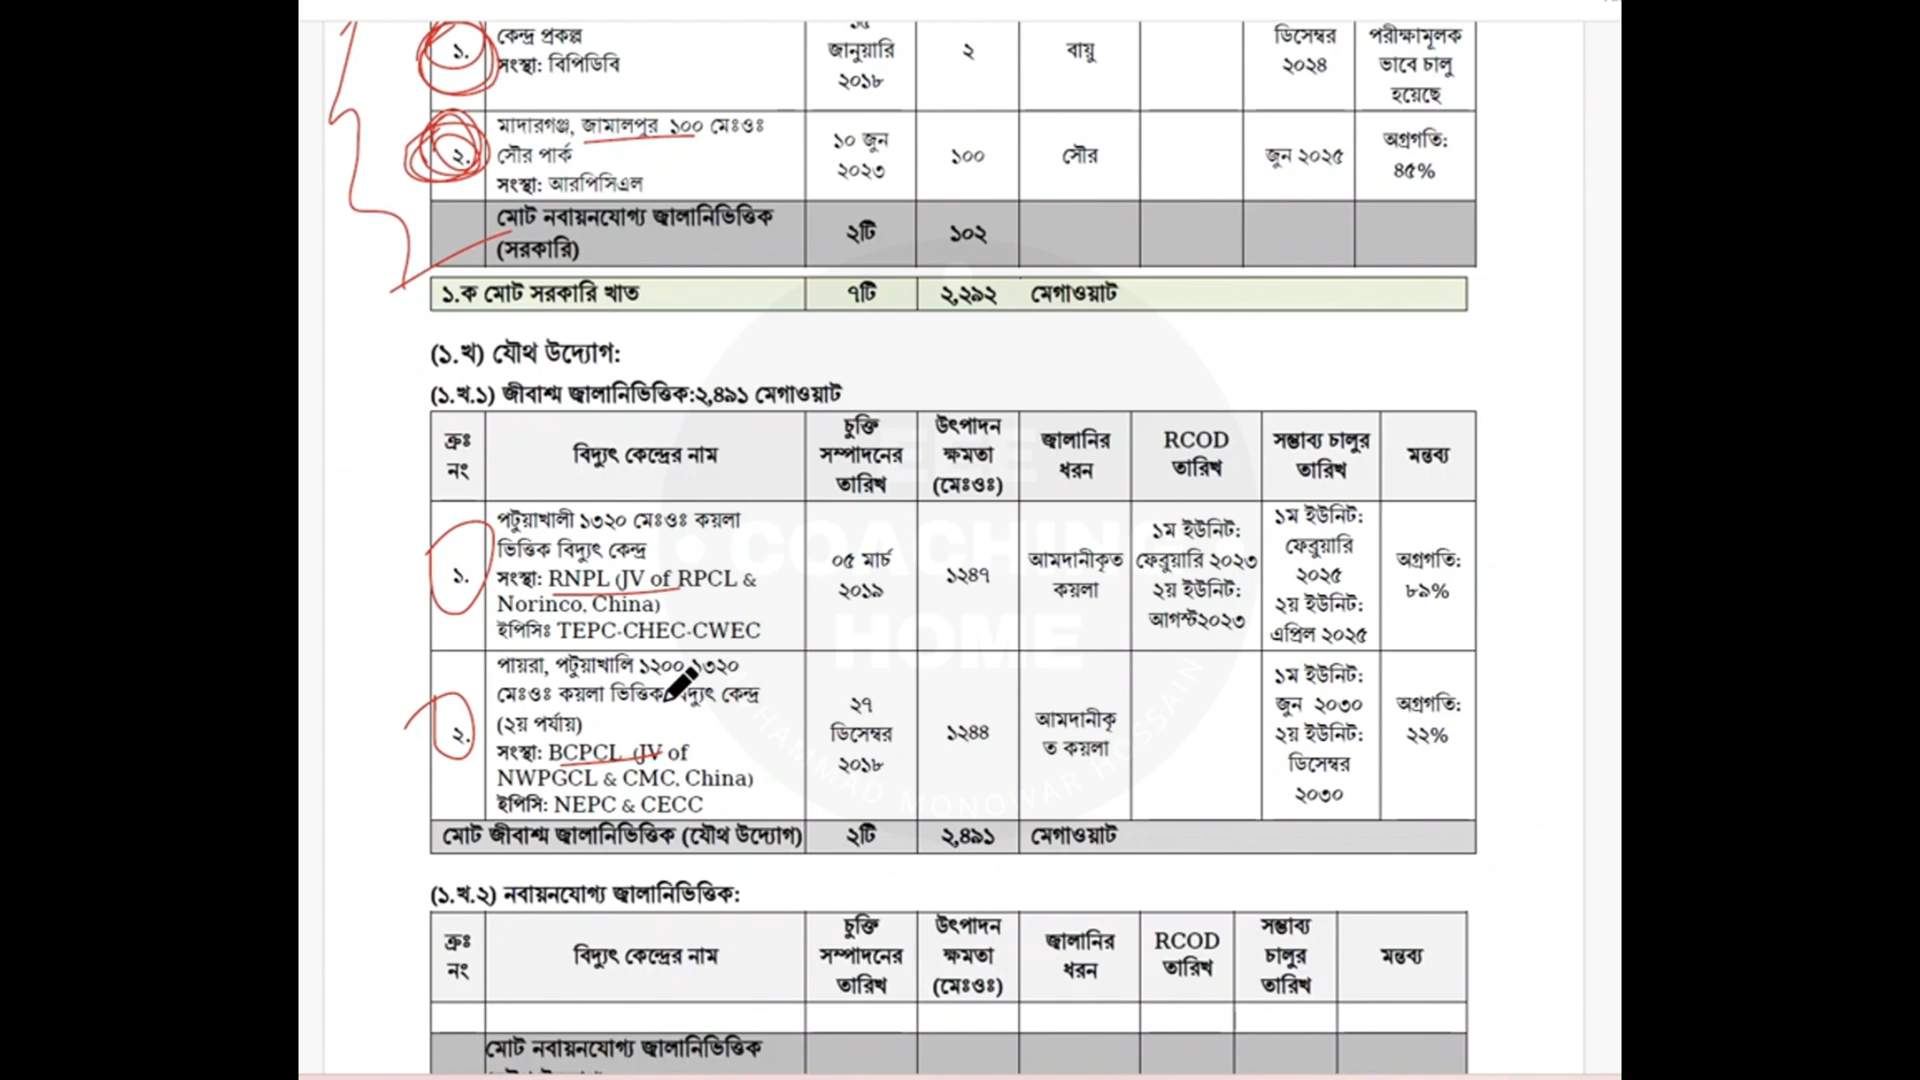 কেন্দ্র প্রকল্প
১.
সংস্থা: বিপিডিবি
জানুয়ারি
২০১৮
২
বায়ু
ডিসেম্বর
২০২৪
পরীক্ষামূলক
ভাবে চালু
হয়েছে
২.
মাদারগঞ্জ, জামালপুর ১০০ মেঃওঃ
সৌর পার্ক
সংস্থা: আরপিসিএল
১০ জুন
২০২৩
১০০
সৌর
জুন ২০২৫
অগ্রগতি:
৪৫%
মোট নবায়নযোগ্য জ্বালানিভিত্তিক
(সরকারি)
২টি
১০২
১.ক মোট সরকারি খাত
৭টি
২,২৯২
মেগাওয়াট
(১.খ) যৌথ উদ্যোগ:
(১.খ.১) জীবাশ্ম জ্বালানিভিত্তিক:২,৪৯১ মেগাওয়াট
ক্রঃ
নং
বিদ্যুৎ কেন্দ্রের নাম
চুক্তি
সম্পাদনের
তারিখ
উৎপাদন
ক্ষমতা
(মেঃওঃ)
জ্বালানির
ধরন
RCOD
তারিখ
সম্ভাব্য চালুর
তারিখ
মন্তব্য
১.
পটুয়াখালী ১৩২০ মেঃওঃ কয়লা
ভিত্তিক বিদ্যুৎ কেন্দ্র
সংস্থা: RNPL (JV of RPCL &
Norinco, China)
ইপিসিঃ TEPC-CHEC-CWEC
০৫ মার্চ
২০১৯
১২৪৭
আমদানীকৃত
কয়লা
১ম ইউনিট:
ফেব্রুয়ারি ২০২৩
২য় ইউনিট:
আগস্ট২০২৩
১ম ইউনিট:
ফেব্রুয়ারি
২০২৫
২য় ইউনিট:
এপ্রিল ২০২৫
অগ্রগতি:
৮৯%
২.
পায়রা, পটুয়াখালি ১২০০ ১৩২০
মেঃওঃ কয়লা ভিত্তিক কেন্দ্র
(২য় পর্যায়)
সংস্থা: BCPCL (JV of
NWPGCL & CMC, China)
ইপিসি: NEPC & CECC
২৭
ডিসেম্বর
২০১৮
১২৪৪
আমদানীকৃ
ত কয়লা
১ম ইউনিট:
জুন ২০৩০
২য় ইউনিট:
ডিসেম্বর
২০৩০
অগ্রগতি:
২২%
মোট জীবাশ্ম জ্বালানিভিত্তিক (যৌথ উদ্যোগ)
২টি
২,৪৯১
মেগাওয়াট
(১.খ.২) নবায়নযোগ্য জ্বালানিভিত্তিক:
ক্রঃ
নং
বিদ্যুৎ কেন্দ্রের নাম
চুক্তি
সম্পাদনের
তারিখ
উৎপাদন
ক্ষমতা
(মেঃওঃ)
জ্বালানির
ধরন
RCOD
তারিখ
সম্ভাব্য
চালুর
তারিখ
মন্তব্য
মোট নবায়নযোগ্য জ্বালানিভিত্তিক
EEE
COACHING
HOME
MUHAMMAD MONOWAR HOSSAIN